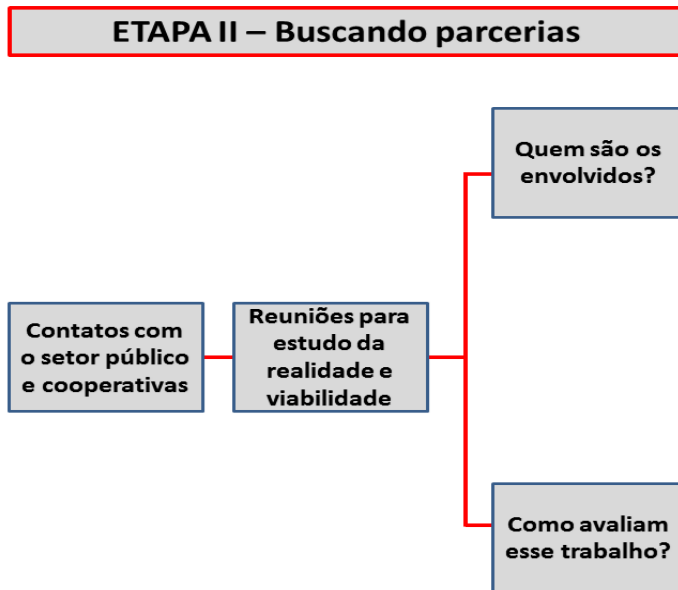 ETAPA II – Buscando parcerias
Quem são os
envolvidos?
Contatos com
o setor público
e cooperativas
Reuniões para
estudo da
realidade e
viabilidade
Como avaliam
esse trabalho?